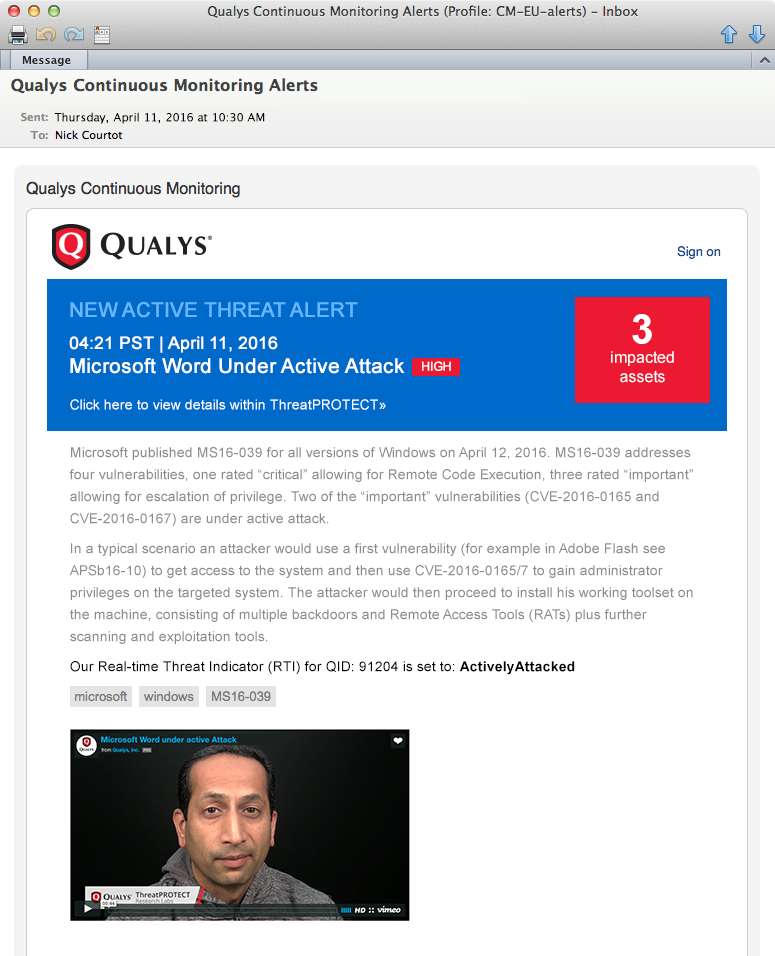 Qualys Continuous Monitoring Alerts (Profile: CM-EU-alerts) – Inbox
Message
Qualys Continuous Monitoring Alerts
Sent: Thursday, April 11, 2016 at 10:30 AM
To: Nick Courtot
Qualys Continuous Monitoring
QUALYS®
Sign on
NEW ACTIVE THREAT ALERT
04:21 PST | April 11, 2016
Microsoft Word Under Active Attack HIGH
Click here to view details within ThreatPROTECT»
3
impacted
assets
Microsoft published MS16-039 for all versions of Windows on April 12, 2016. MS16-039 addresses
four vulnerabilities, one rated “critical” allowing for Remote Code Execution, three rated “important”
allowing for escalation of privilege. Two of the “important” vulnerabilities (CVE-2016-0165 and
CVE-2016-0167) are under active attack.
In a typical scenario an attacker would use a first vulnerability (for example in Adobe Flash see
APSb16-10) to get access to the system and then use CVE-2016-0165/7 to gain administrator
privileges on the targeted system. The attacker would then proceed to install his working toolset on
the machine, consisting of multiple backdoors and Remote Access Tools (RATs) plus further
scanning and exploitation tools.
Our Real-time Threat Indicator (RTI) for QID: 91204 is set to: ActivelyAttacked
microsoft windows MS16-039
Microsoft Word under active Attack
from Qualys, Inc. PRO
QUALYS ThreatPROTECT
Research Labs
00:44
HD vimeo